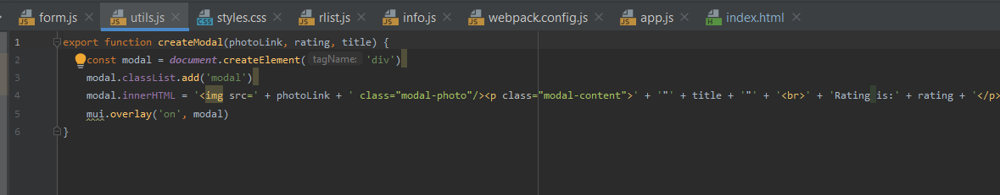 form.js utils.js styles.css rlist.js info.js webpack.config.js app.js index.html
1 export function createModal(photoLink, rating, title) {
2 const modal = document.createElement( tagName: 'div')
3 modal.classList.add('modal')
4 modal.innerHTML = '<img src=' + photoLink + ' class="modal-photo"/><p class="modal-content">' + '"' + title + '"' + '<br>' + 'Rating is:' + rating + '</p>
5 mui.overlay('on', modal)
6 }